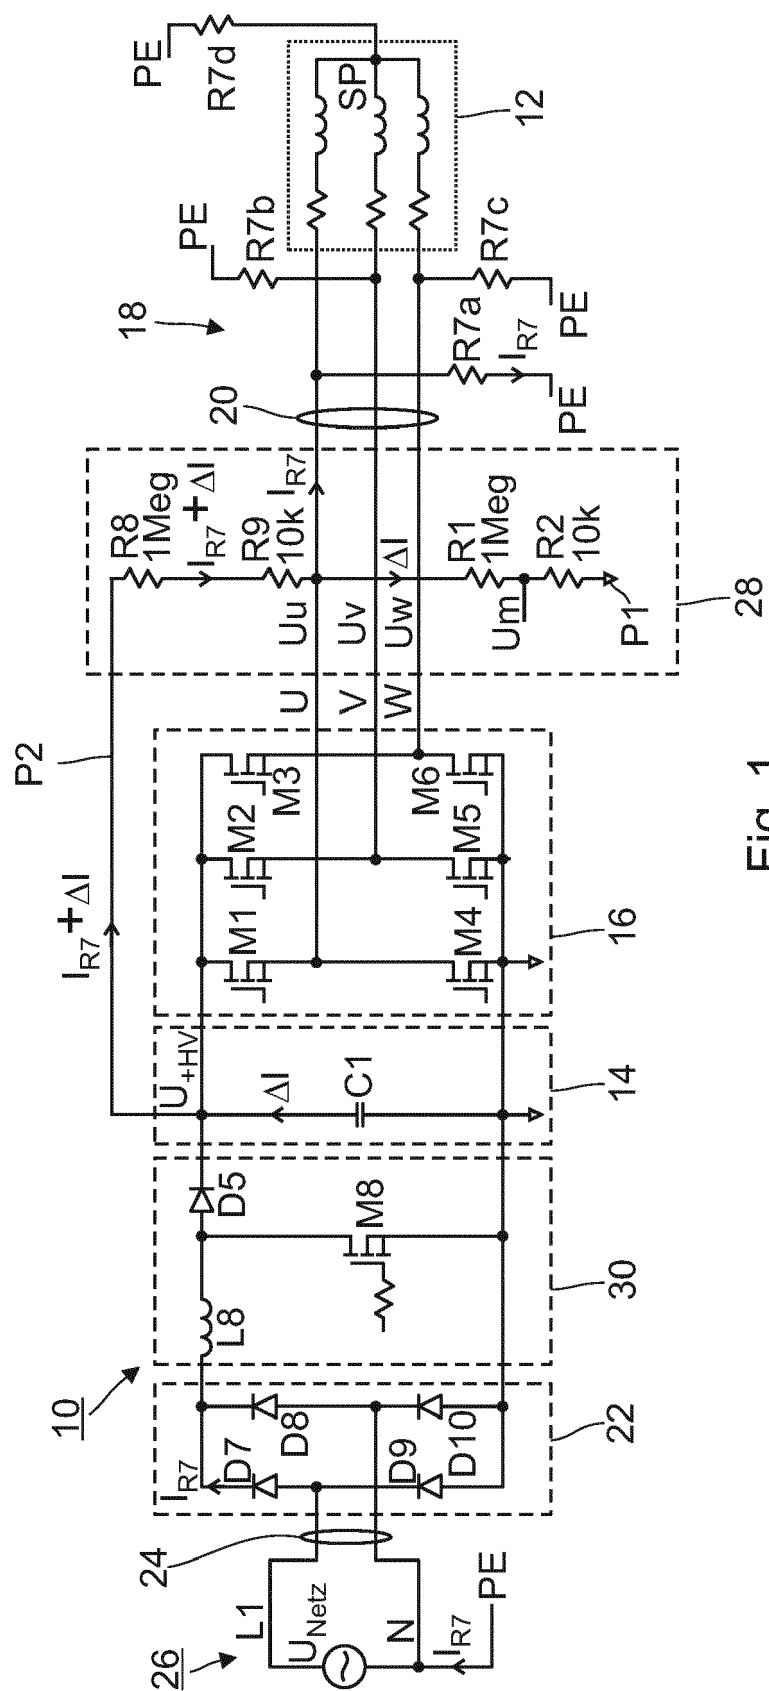 Fig. 1
10
26
24
22
30
14
16
28
20
18
12
P2
I_R7+ΔI
L1
U_Netz
N
I_R7
PE
I_R7
D7
D8
D9
D10
L8
D5
M8
U_+HV
ΔI
C1
M1
M2
M3
M4
M5
M6
U
V
W
Uu
Uv
Uw
R8
1Meg
I_R7+ΔI
R9
10k
I_R7
ΔI
R1
1Meg
Um
R2
10k
P1
R7a
I_R7
PE
R7b
PE
R7c
PE
R7d
PE
SP